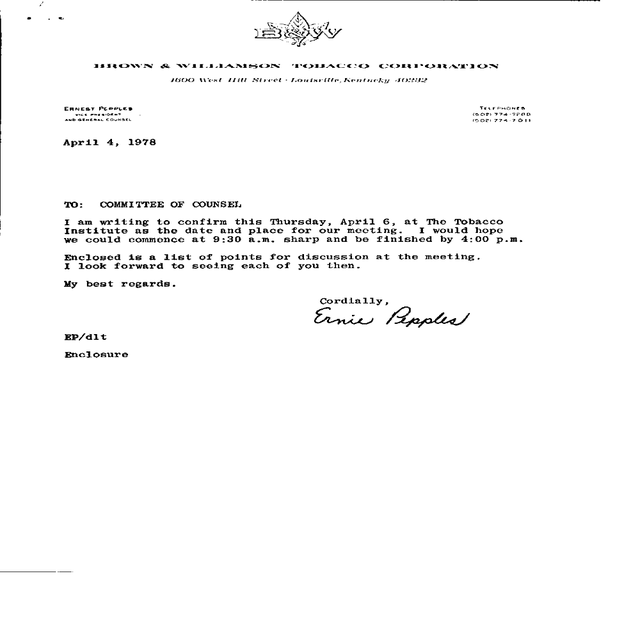 B&W
BROWN & WILLIAMSON TOBACCO CORPORATION
1600 West Hill Street · Louisville, Kentucky 40232
ERNEST PEPPLES
VICE PRESIDENT
AND GENERAL COUNSEL
TELEPHONES
(502) 774-7200
(502) 774-7011
April 4, 1978
TO: COMMITTEE OF COUNSEL
I am writing to confirm this Thursday, April 6, at The Tobacco
Institute as the date and place for our meeting. I would hope
we could commence at 9:30 a.m. sharp and be finished by 4:00 p.m.
Enclosed is a list of points for discussion at the meeting.
I look forward to seeing each of you then.
My best regards.
Cordially,
Ernie Pepples
EP/dlt
Enclosure